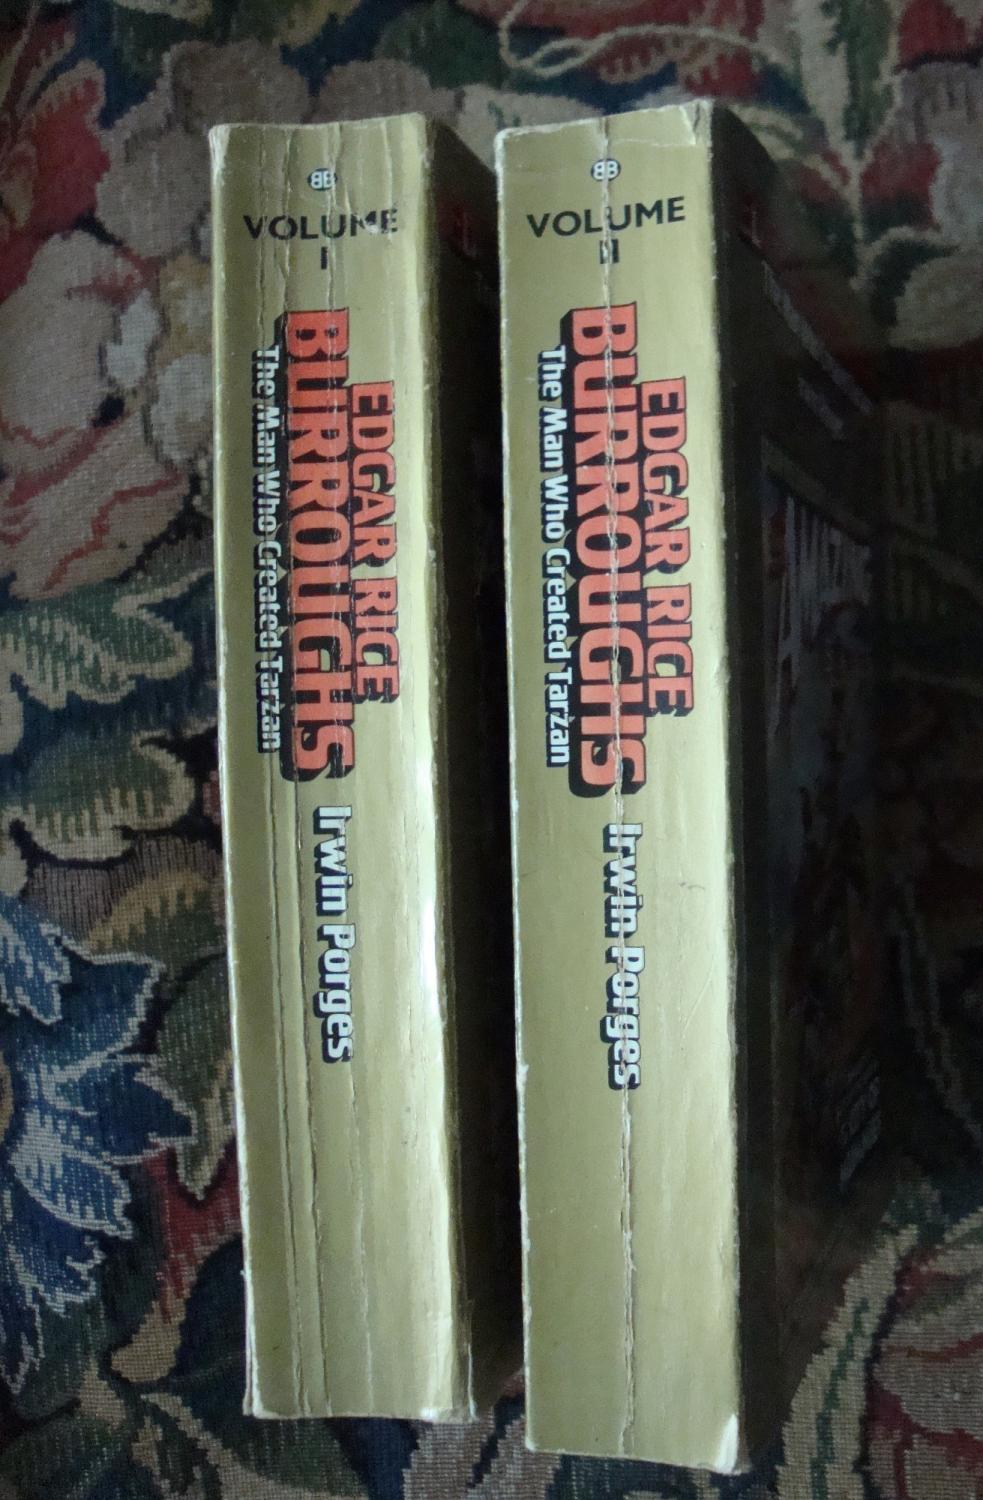 BB
VOLUME
I
EDGAR RICE
BURROUGHS
The Man Who Created Tarzan
Irwin Porges
BB
VOLUME
II
EDGAR RICE
BURROUGHS
The Man Who Created Tarzan
Irwin Porges